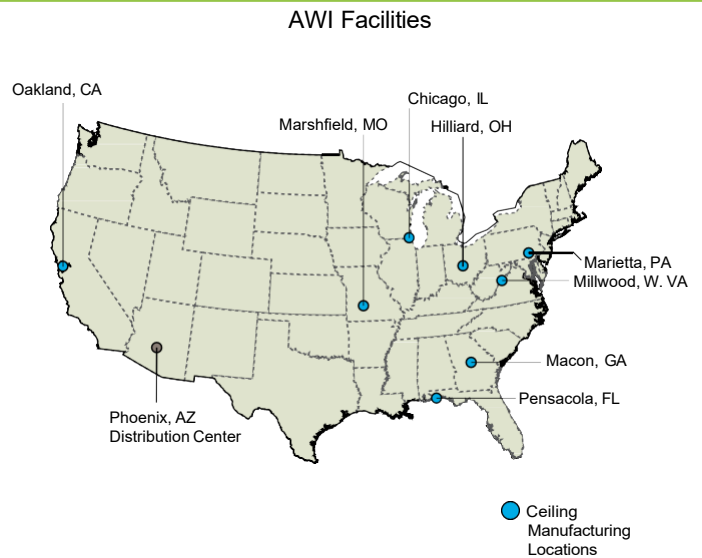 AWI Facilities
Oakland, CA
Chicago, IL
Marshfield, MO
Hilliard, OH
Marietta, PA
Millwood, W. VA
Macon, GA
Pensacola, FL
Phoenix, AZ
Distribution Center
Ceiling
Manufacturing
Locations